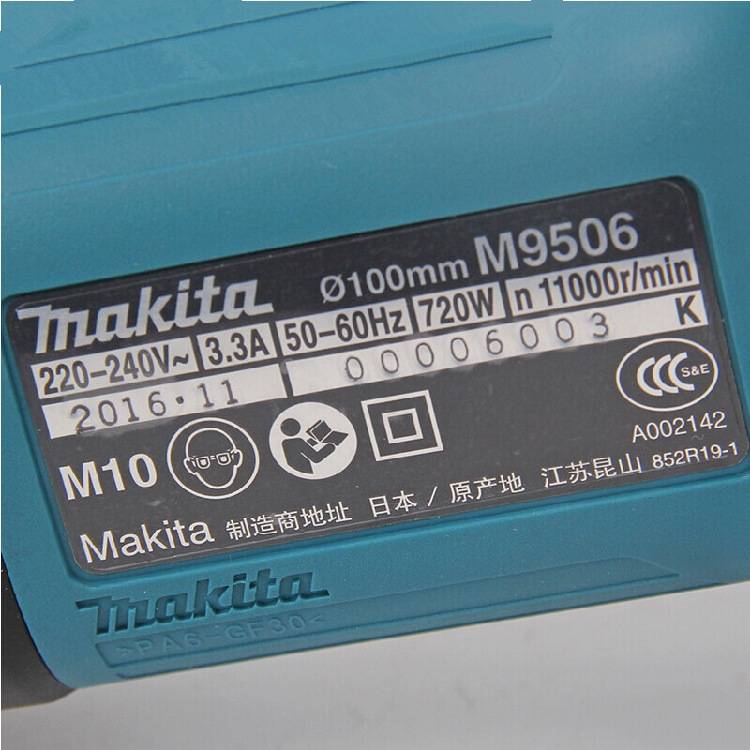 makita Ø100mm M9506
220-240V~ 3.3A 50-60Hz 720W n 11000r/min
2016·11 00006003 K
CCC S&E
M10 A002142
Makita 制造商地址 日本/原产地 江苏昆山 852R19-1
makita
>PA6-GF30<